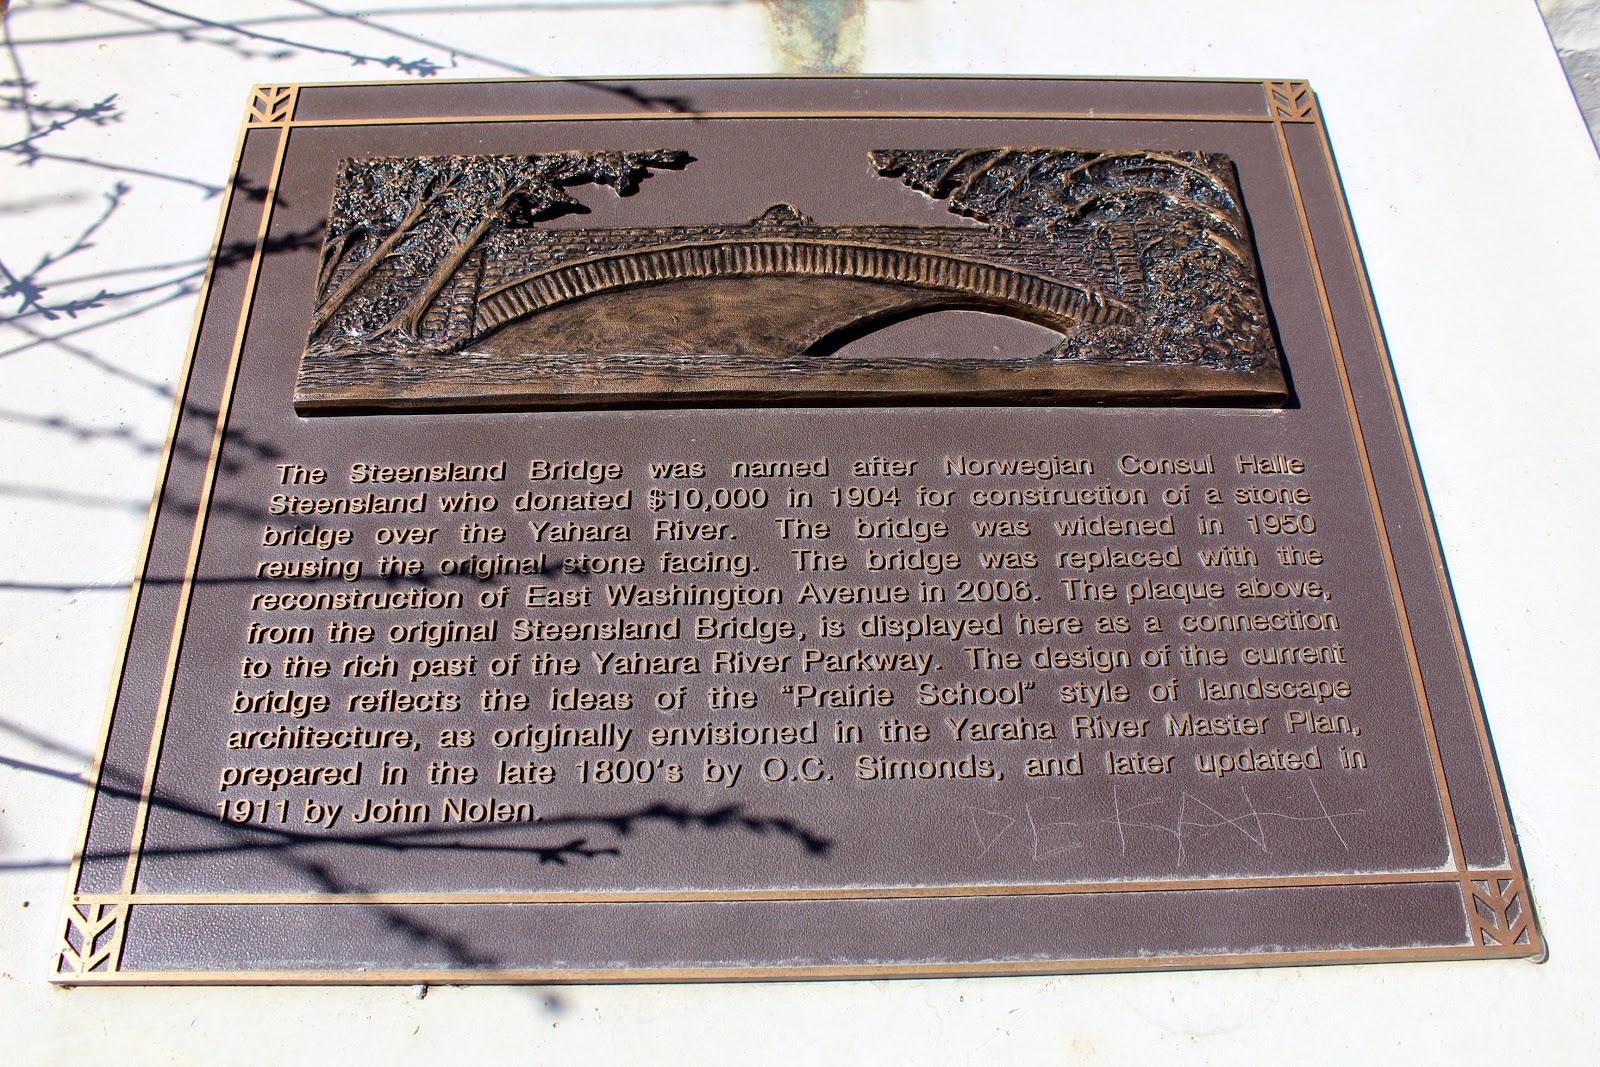 The Steensland Bridge was named after Norwegian Consul Halle
Steensland who donated $10,000 in 1904 for construction of a stone
bridge over the Yahara River. The bridge was widened in 1950
reusing the original stone facing. The bridge was replaced with the
reconstruction of East Washington Avenue in 2006. The plaque above,
from the original Steensland Bridge, is displayed here as a connection
to the rich past of the Yahara River Parkway. The design of the current
bridge reflects the ideas of the “Prairie School” style of landscape
architecture, as originally envisioned in the Yaraha River Master Plan,
prepared in the late 1800's by O.C. Simonds, and later updated in
1911 by John Nolen.